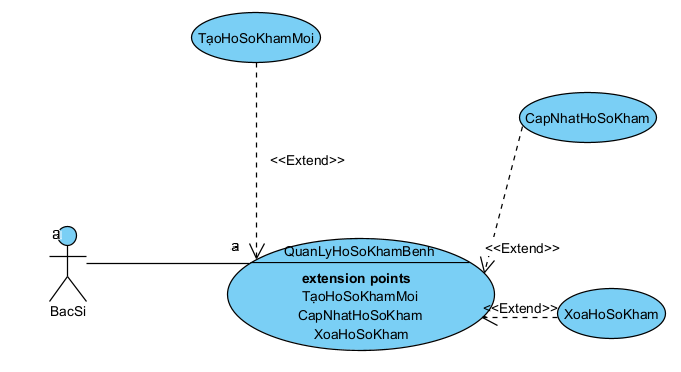 TạoHoSoKhamMoi
CapNhatHoSoKham
<<Extend>>
a
a
QuanLyHoSoKhamBenh
<<Extend>>
extension points
TạoHoSoKhamMoi
CapNhatHoSoKham
XoaHoSoKham
<<Extend>>
XoaHoSoKham
BacSi